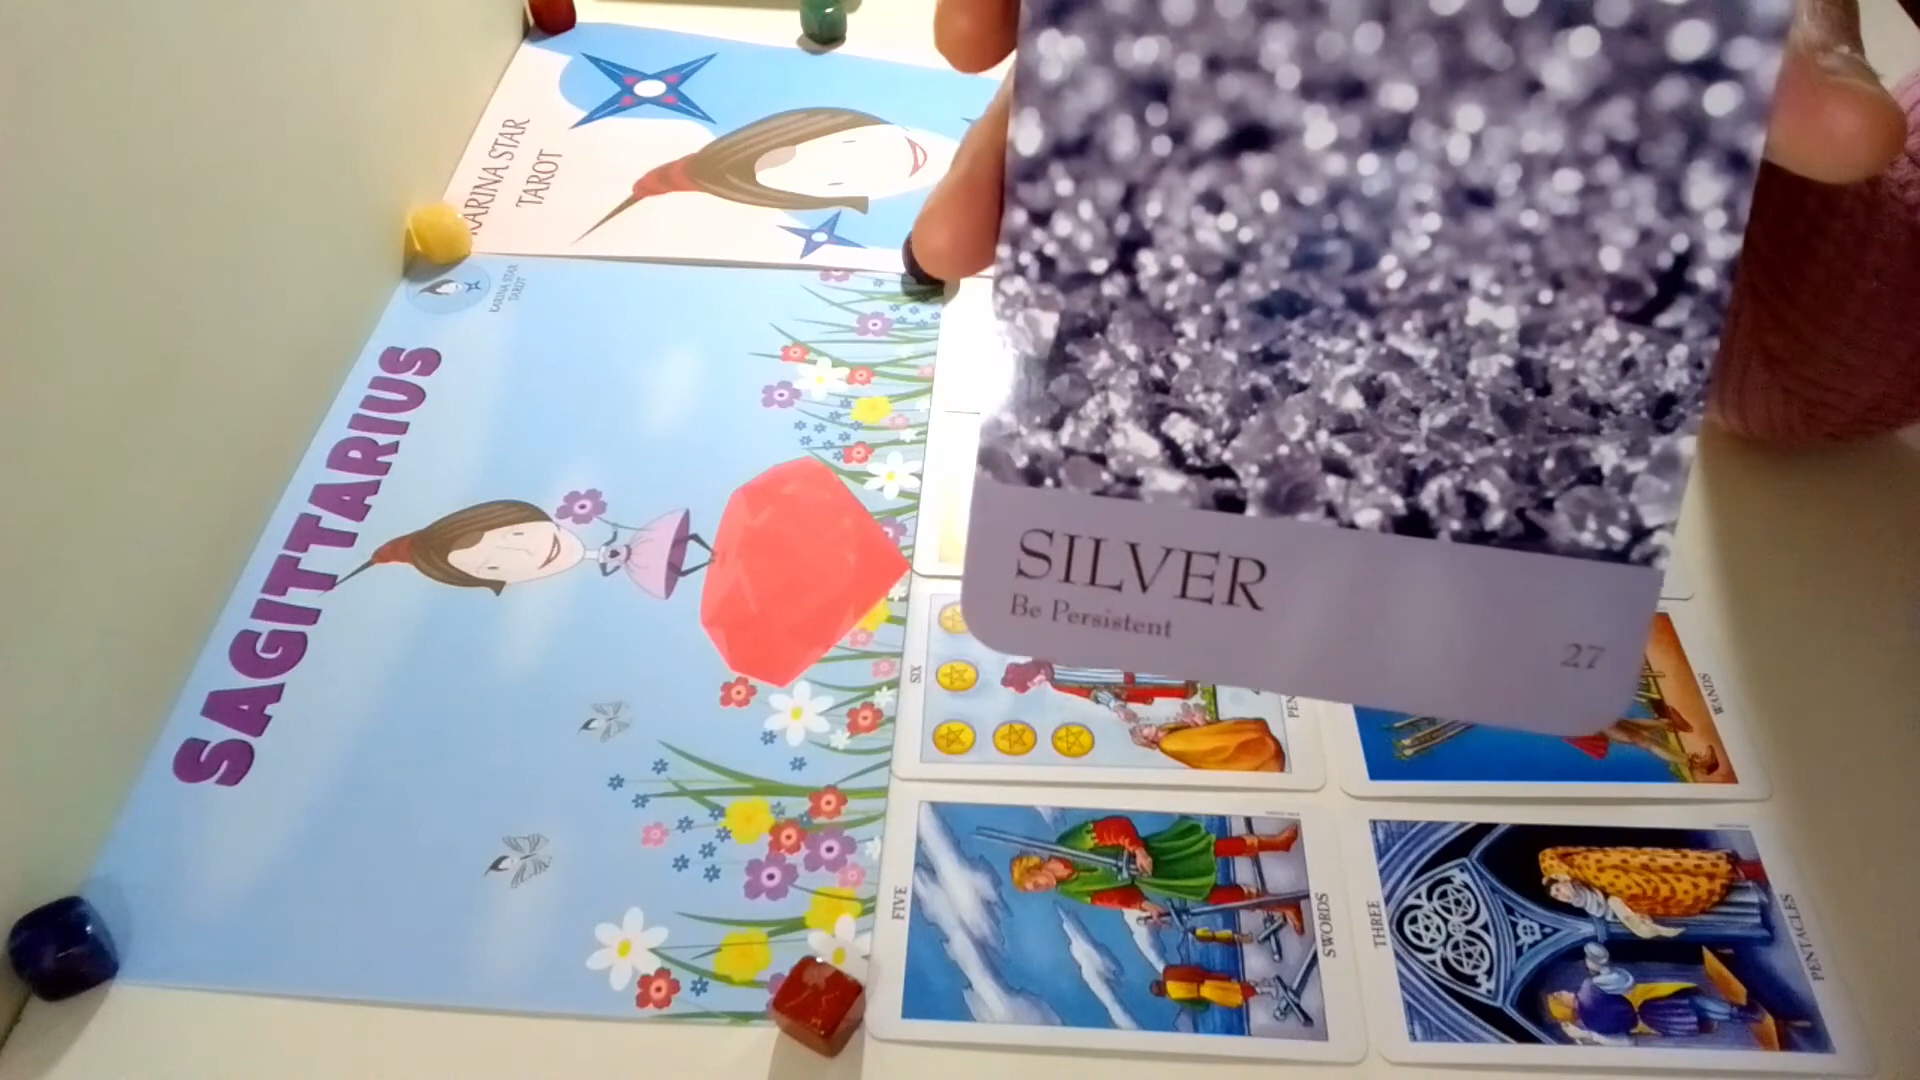 KARINA STAR
TAROT
KARINA STAR
TAROT
SAGITTARIUS
SILVER
Be Persistent
27
SIX
WANDS
FIVE
SWORDS
THREE
PENTACLES